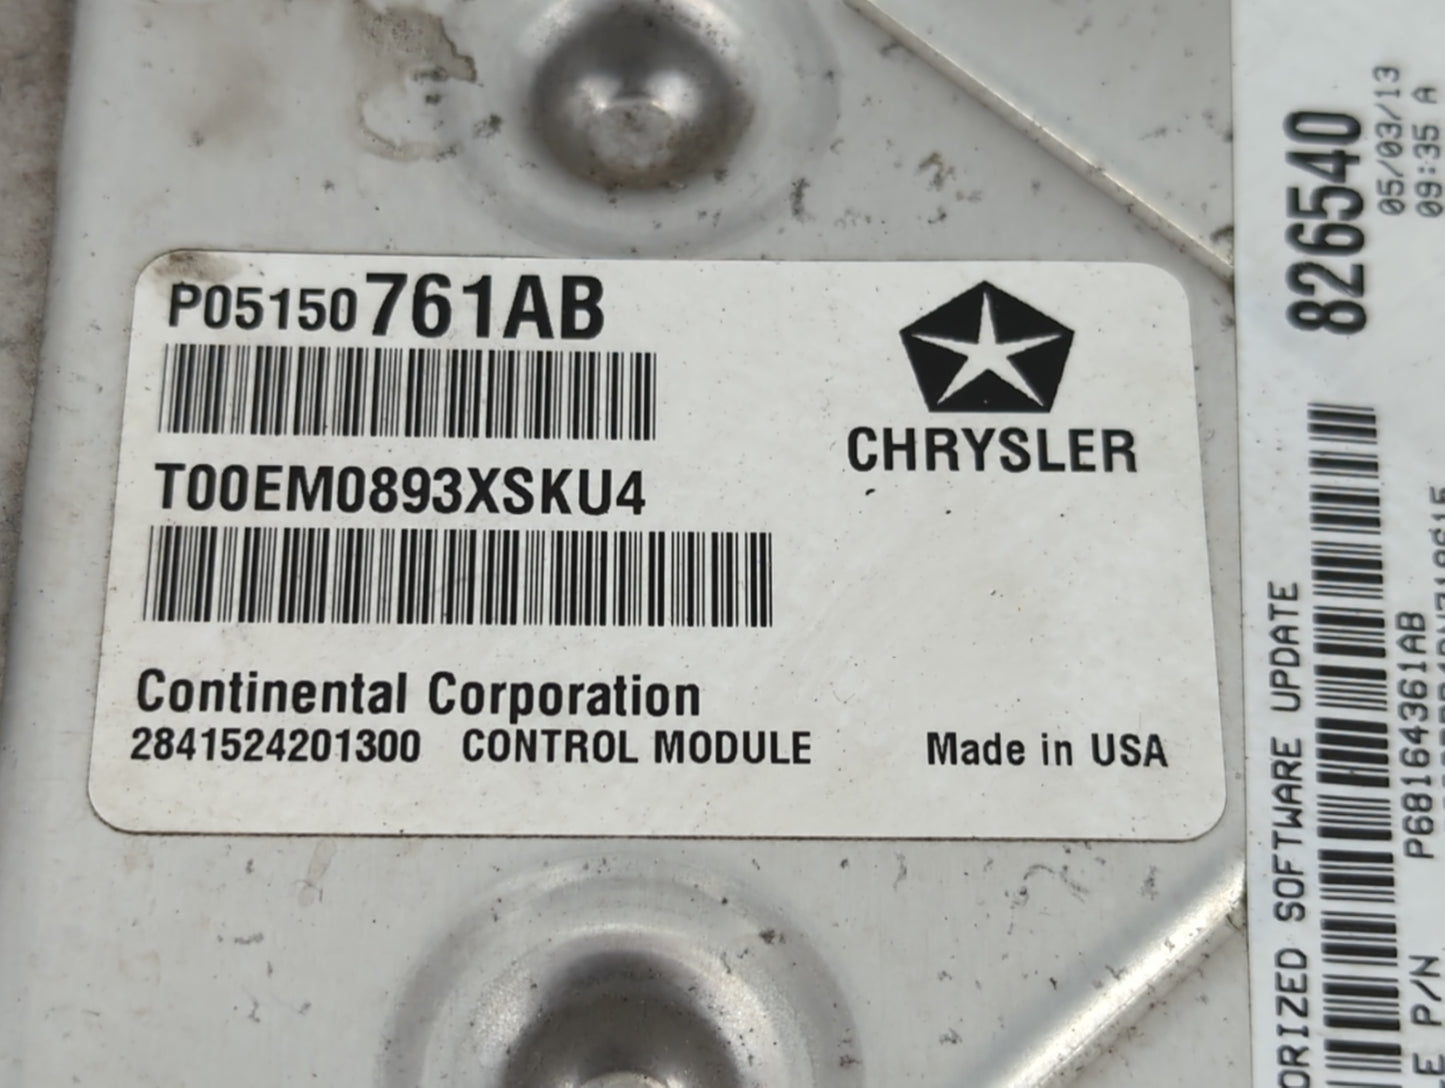 P05150761AB
CHRYSLER
T00EM0893XSKU4
Continental Corporation
2841524201300 CONTROL MODULE Made in USA
826540
05/03/13
09:35 A
ORIZED SOFTWARE UPDATE
E P/N P68164361AB